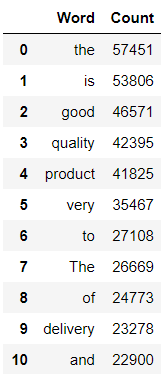 Word Count
0 the 57451
1 is 53806
2 good 46571
3 quality 42395
4 product 41825
5 very 35467
6 to 27108
7 The 26669
8 of 24773
9 delivery 23278
10 and 22900